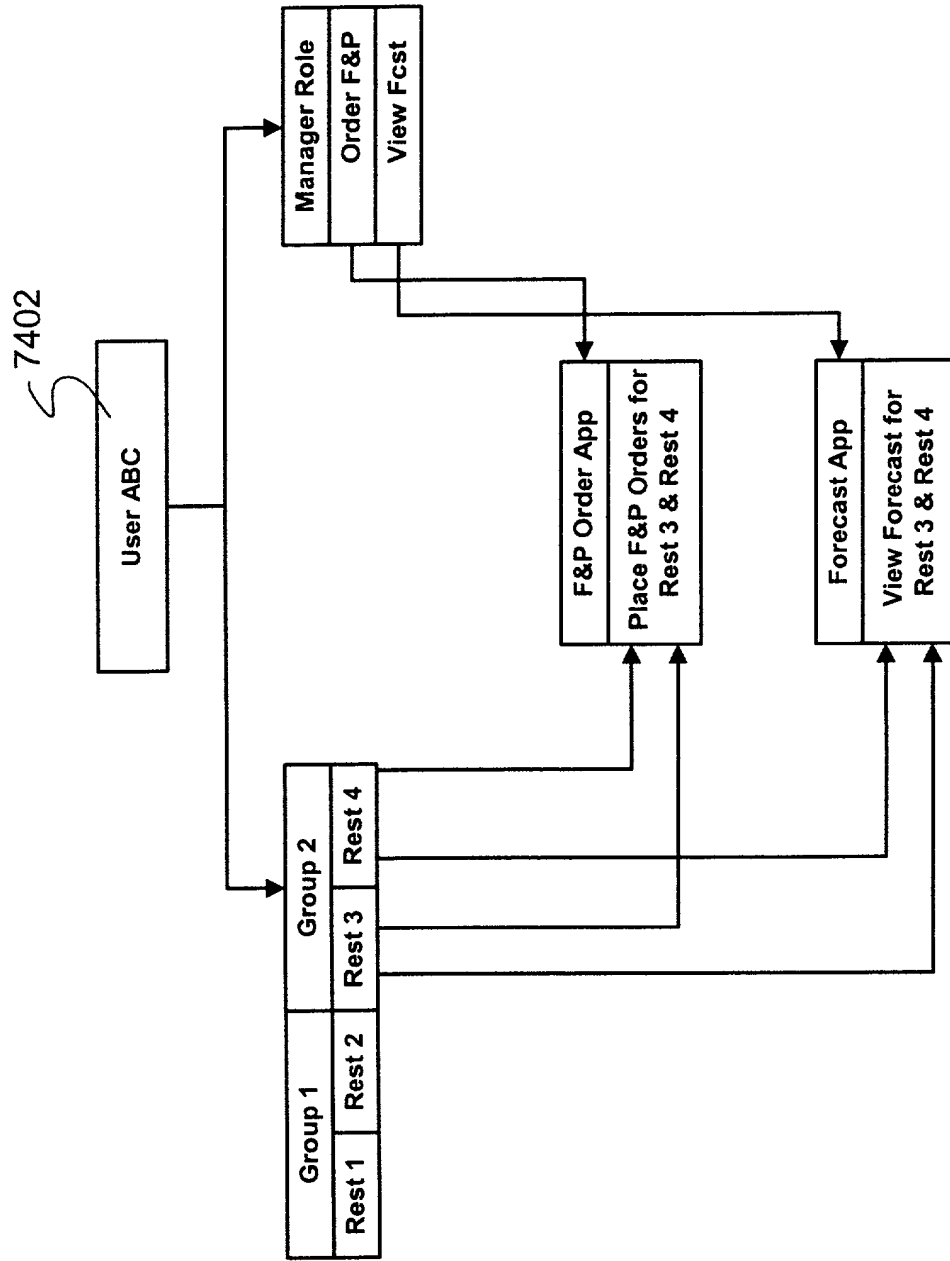 7402
User ABC
Group 1
Group 2
Rest 1
Rest 2
Rest 3
Rest 4
Manager Role
Order F&P
View Fcst
F&P Order App
Place F&P Orders for
Rest 3 & Rest 4
Forecast App
View Forecast for
Rest 3 & Rest 4